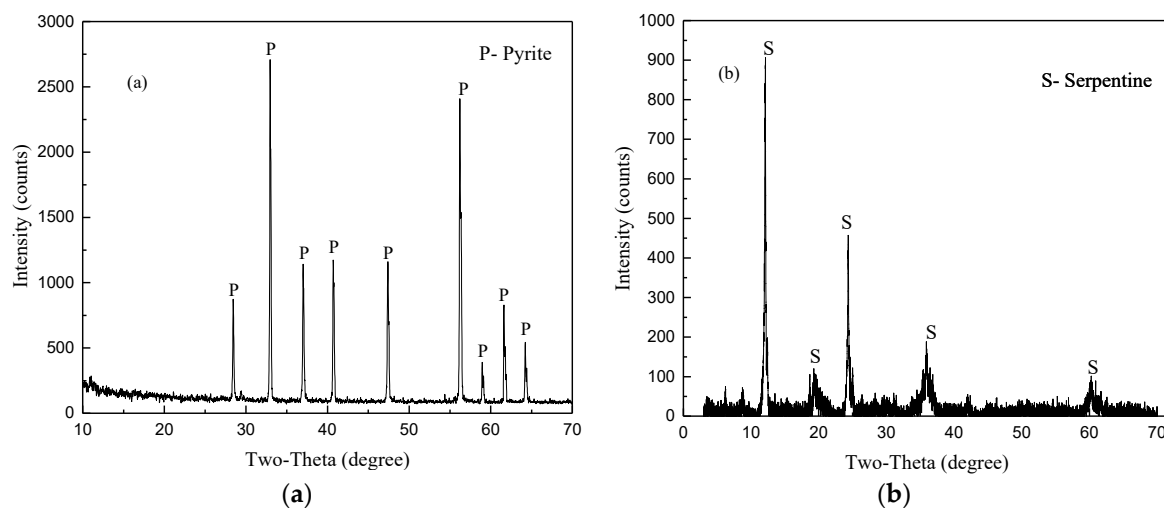 3000
2500
2000
1500
1000
500
0
Intensity (counts)
(a)
P- Pyrite
P
P
P
P
P
P
P
P
P
10 20 30 40 50 60 70
Two-Theta (degree)
(a)
1000
900
800
700
600
500
400
300
200
100
0
Intensity (counts)
(b)
S- Serpentine
S
S
S
S
S
0 10 20 30 40 50 60 70
Two-Theta (degree)
(b)